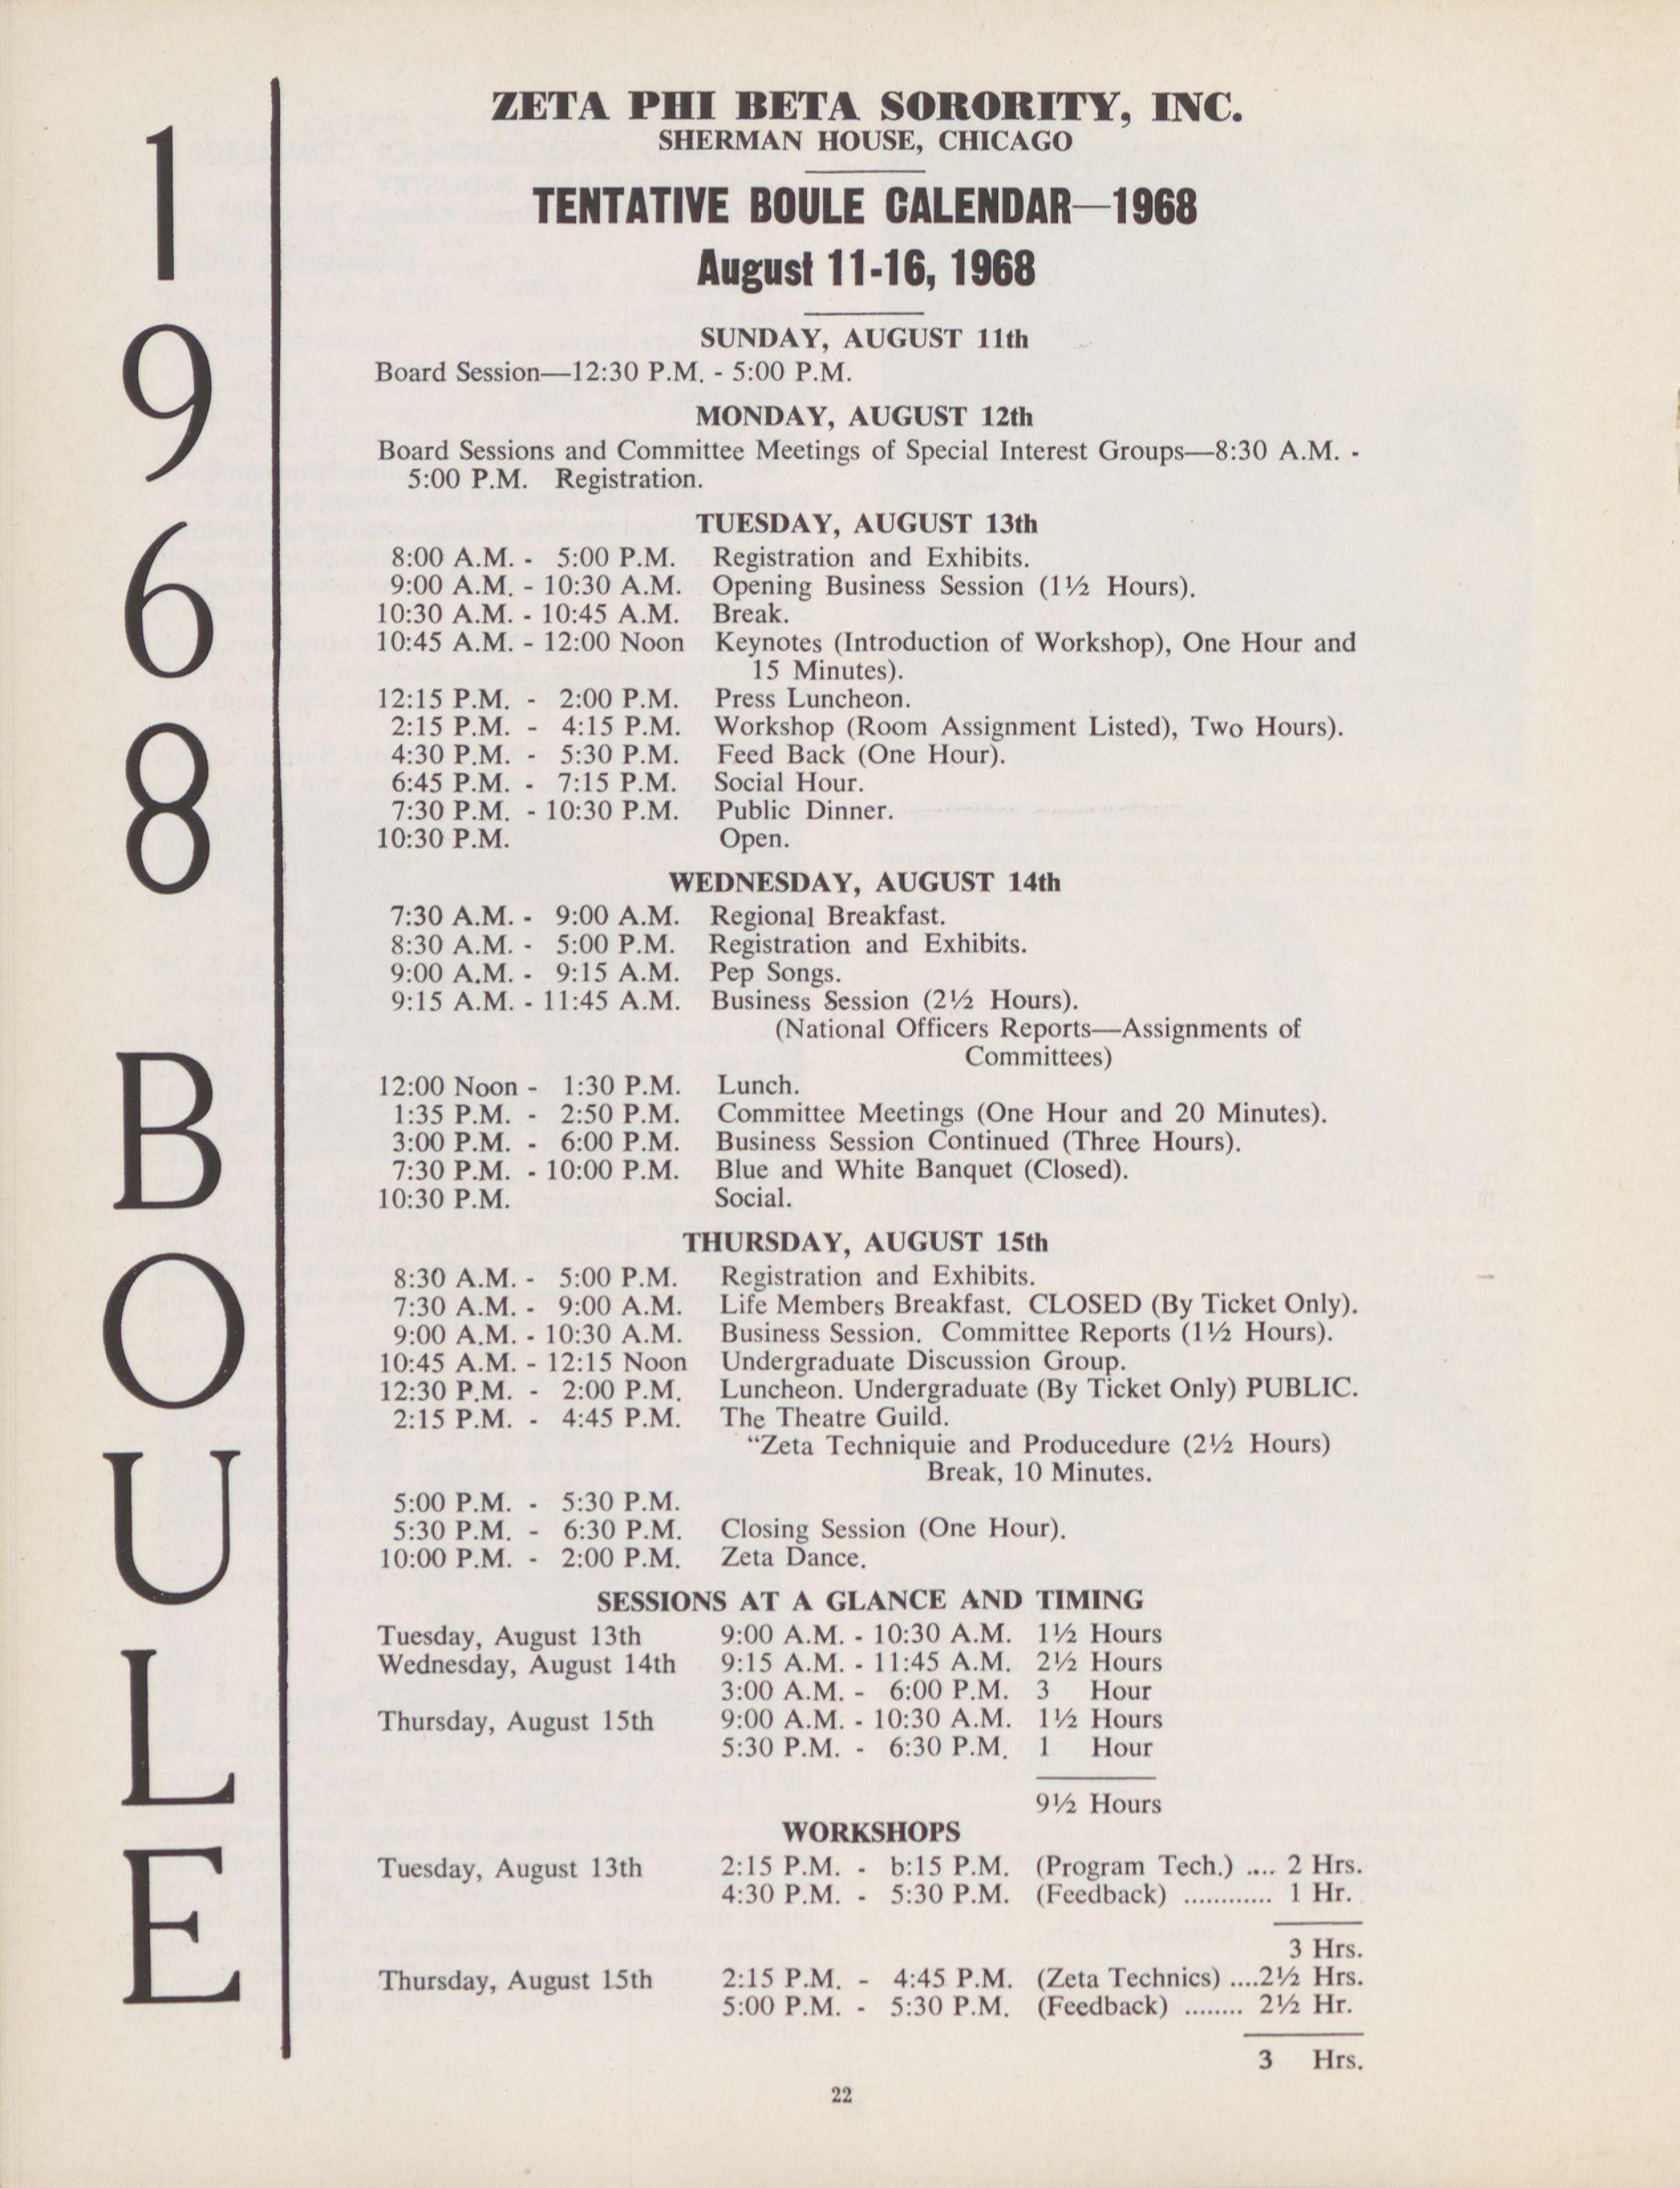 1968 BOULE
ZETA PHI BETA SORORITY, INC.
SHERMAN HOUSE, CHICAGO
TENTATIVE BOULE CALENDAR—1968
August 11-16, 1968
SUNDAY, AUGUST 11th
Board Session—12:30 P.M. - 5:00 P.M.
MONDAY, AUGUST 12th
Board Sessions and Committee Meetings of Special Interest Groups—8:30 A.M. -
5:00 P.M. Registration.
TUESDAY, AUGUST 13th
8:00 A.M. - 5:00 P.M. Registration and Exhibits.
9:00 A.M. - 10:30 A.M. Opening Business Session (1½ Hours).
10:30 A.M. - 10:45 A.M. Break.
10:45 A.M. - 12:00 Noon Keynotes (Introduction of Workshop), One Hour and
15 Minutes).
12:15 P.M. - 2:00 P.M. Press Luncheon.
2:15 P.M. - 4:15 P.M. Workshop (Room Assignment Listed), Two Hours).
4:30 P.M. - 5:30 P.M. Feed Back (One Hour).
6:45 P.M. - 7:15 P.M. Social Hour.
7:30 P.M. - 10:30 P.M. Public Dinner.
10:30 P.M. Open.
WEDNESDAY, AUGUST 14th
7:30 A.M. - 9:00 A.M. Regional Breakfast.
8:30 A.M. - 5:00 P.M. Registration and Exhibits.
9:00 A.M. - 9:15 A.M. Pep Songs.
9:15 A.M. - 11:45 A.M. Business Session (2½ Hours).
(National Officers Reports—Assignments of
Committees)
12:00 Noon - 1:30 P.M. Lunch.
1:35 P.M. - 2:50 P.M. Committee Meetings (One Hour and 20 Minutes).
3:00 P.M. - 6:00 P.M. Business Session Continued (Three Hours).
7:30 P.M. - 10:00 P.M. Blue and White Banquet (Closed).
10:30 P.M. Social.
THURSDAY, AUGUST 15th
8:30 A.M. - 5:00 P.M. Registration and Exhibits.
7:30 A.M. - 9:00 A.M. Life Members Breakfast. CLOSED (By Ticket Only).
9:00 A.M. - 10:30 A.M. Business Session. Committee Reports (1½ Hours).
10:45 A.M. - 12:15 Noon Undergraduate Discussion Group.
12:30 P.M. - 2:00 P.M. Luncheon. Undergraduate (By Ticket Only) PUBLIC.
2:15 P.M. - 4:45 P.M. The Theatre Guild.
“Zeta Techniquie and Producedure (2½ Hours)
Break, 10 Minutes.
5:00 P.M. - 5:30 P.M.
5:30 P.M. - 6:30 P.M. Closing Session (One Hour).
10:00 P.M. - 2:00 P.M. Zeta Dance.
SESSIONS AT A GLANCE AND TIMING
Tuesday, August 13th 9:00 A.M. - 10:30 A.M. 1½ Hours
Wednesday, August 14th 9:15 A.M. - 11:45 A.M. 2½ Hours
3:00 A.M. - 6:00 P.M. 3 Hour
Thursday, August 15th 9:00 A.M. - 10:30 A.M. 1½ Hours
5:30 P.M. - 6:30 P.M. 1 Hour
9½ Hours
WORKSHOPS
Tuesday, August 13th 2:15 P.M. - b:15 P.M. (Program Tech.) .... 2 Hrs.
4:30 P.M. - 5:30 P.M. (Feedback) ............ 1 Hr.
3 Hrs.
Thursday, August 15th 2:15 P.M. - 4:45 P.M. (Zeta Technics) ....2½ Hrs.
5:00 P.M. - 5:30 P.M. (Feedback) ........ 2½ Hr.
3 Hrs.
22